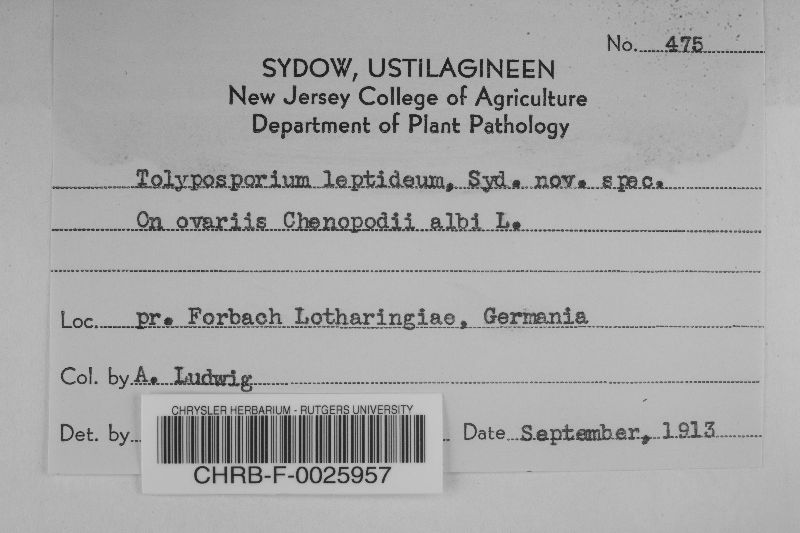 No. 475
SYDOW, USTILAGINEEN
New Jersey College of Agriculture
Department of Plant Pathology
Tolyposporium leptideum, Syd. nov. spec.
On ovariis Chenopodii albi L.
Loc. pr. Forbach Lotharingiae, Germania
Col. by A. Ludwig
Det. by
Date September, 1913
CHRYSLER HERBARIUM - RUTGERS UNIVERSITY
CHRB-F-0025957